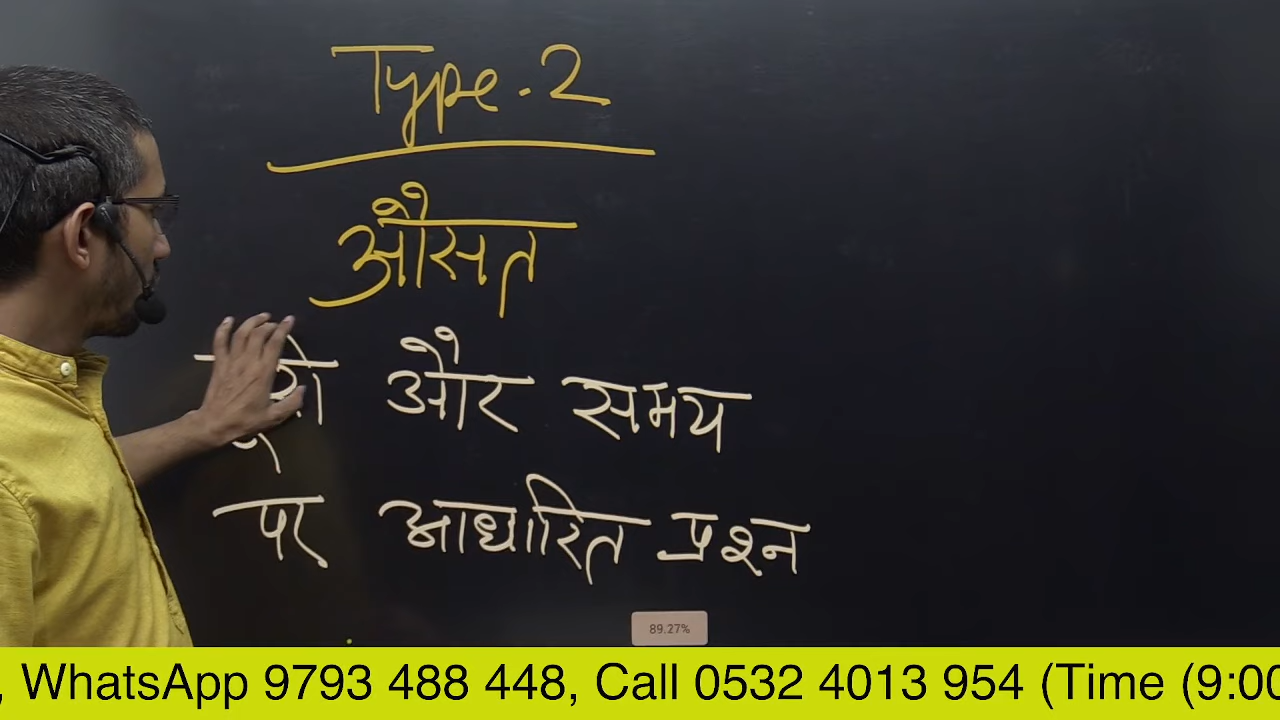 Type-2
औसत
और समय
पर आधारित प्रश्न
89.27%
, WhatsApp 9793 488 448, Call 0532 4013 954 (Time (9:00